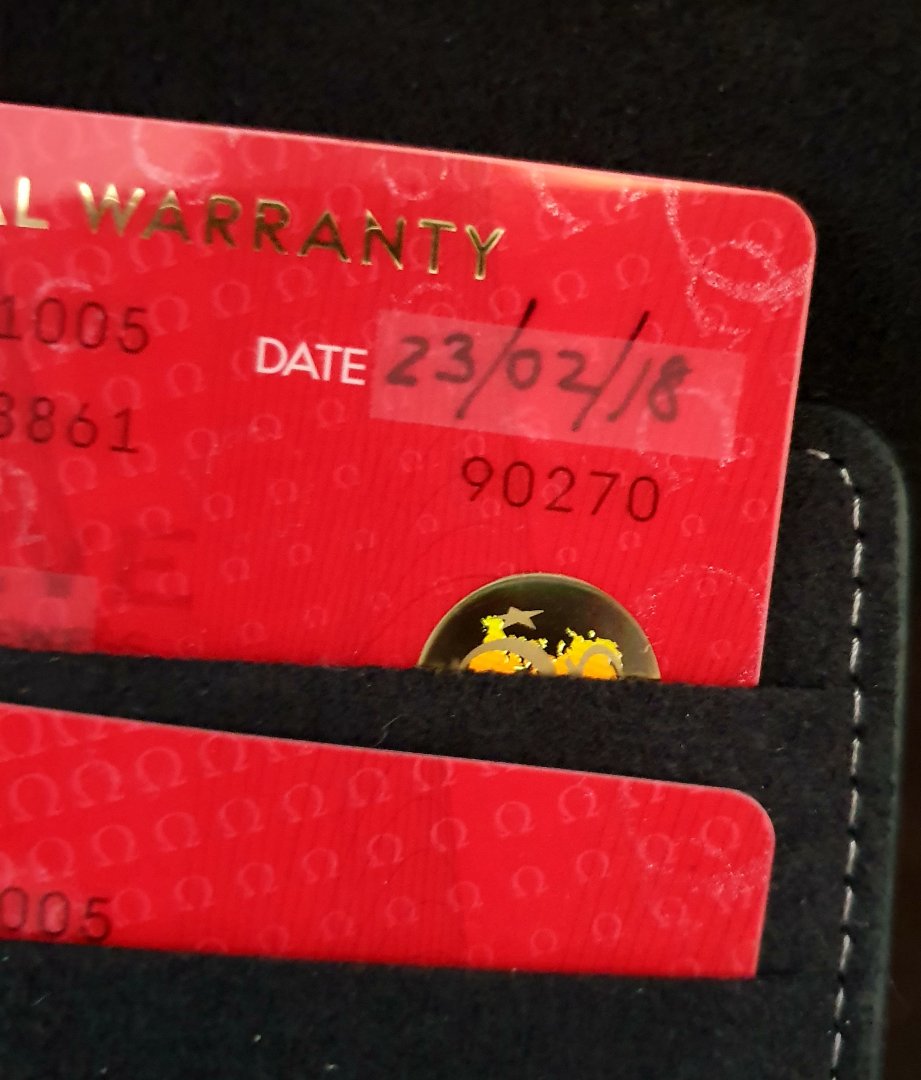 AL WARRANTY
1005
DATE 23/02/18
3861
90270
005